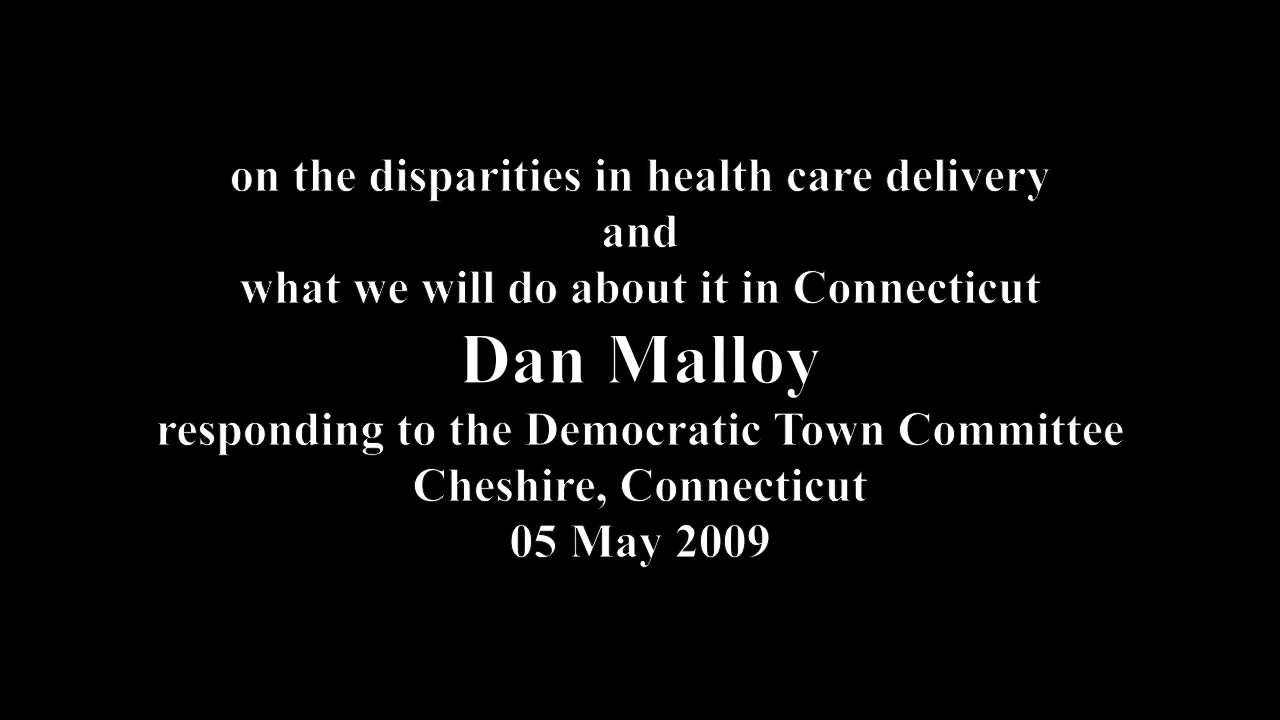 on the disparities in health care delivery
and
what we will do about it in Connecticut
Dan Malloy
responding to the Democratic Town Committee
Cheshire, Connecticut
05 May 2009